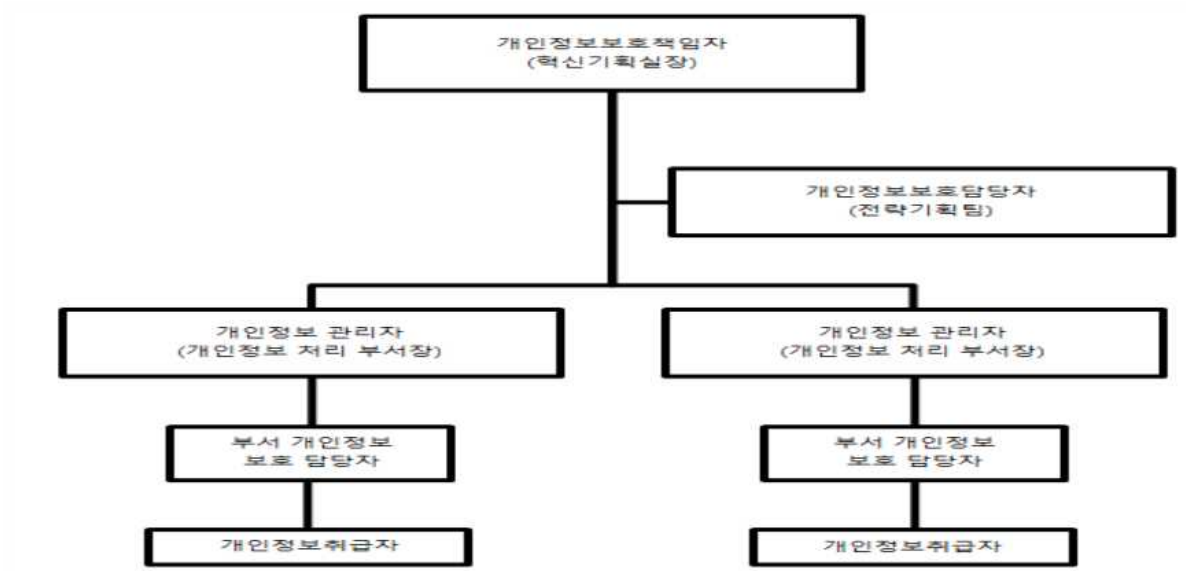 개인정보보호책임자
(혁신기획실장)
개인정보보호담당자
(전략기획팀)
개인정보 관리자
(개인정보 처리 부서장)
개인정보 관리자
(개인정보 처리 부서장)
부서 개인정보
보호 담당자
부서 개인정보
보호 담당자
개인정보취급자
개인정보취급자